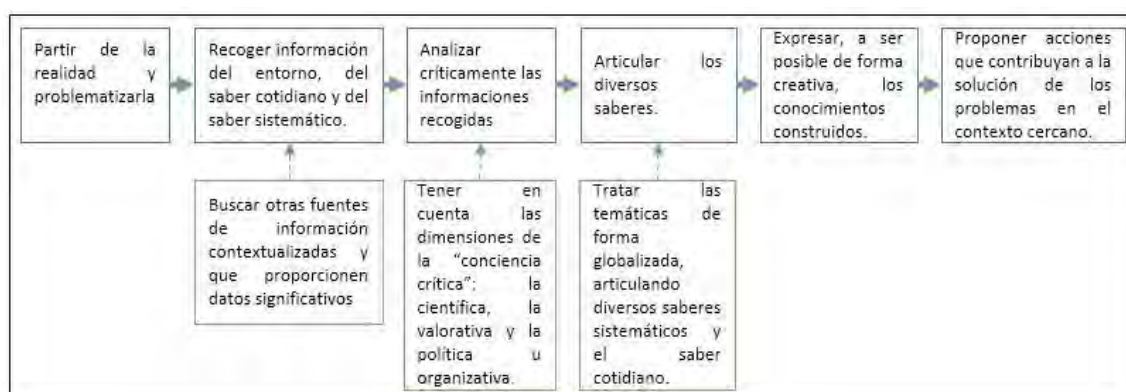 Partir de la
realidad y
problematizarla
Recoger información
del entorno, del
saber cotidiano y del
saber sistemático.
Analizar
críticamente las
informaciones
recogidas
Articular los
diversos
saberes.
Expresar, a ser
posible de forma
creativa, los
conocimientos
construidos.
Proponer acciones
que contribuyan a la
solución de los
problemas en el
contexto cercano.
Buscar otras fuentes
de información
contextualizadas y
que proporcionen
datos significativos
Tener en
cuenta las
dimensiones de
la “conciencia
crítica”: la
científica, la
valorativa y la
política u
organizativa.
Tratar las
temáticas de
forma
globalizada,
articulando
diversos saberes
sistemáticos y
el saber
cotidiano.